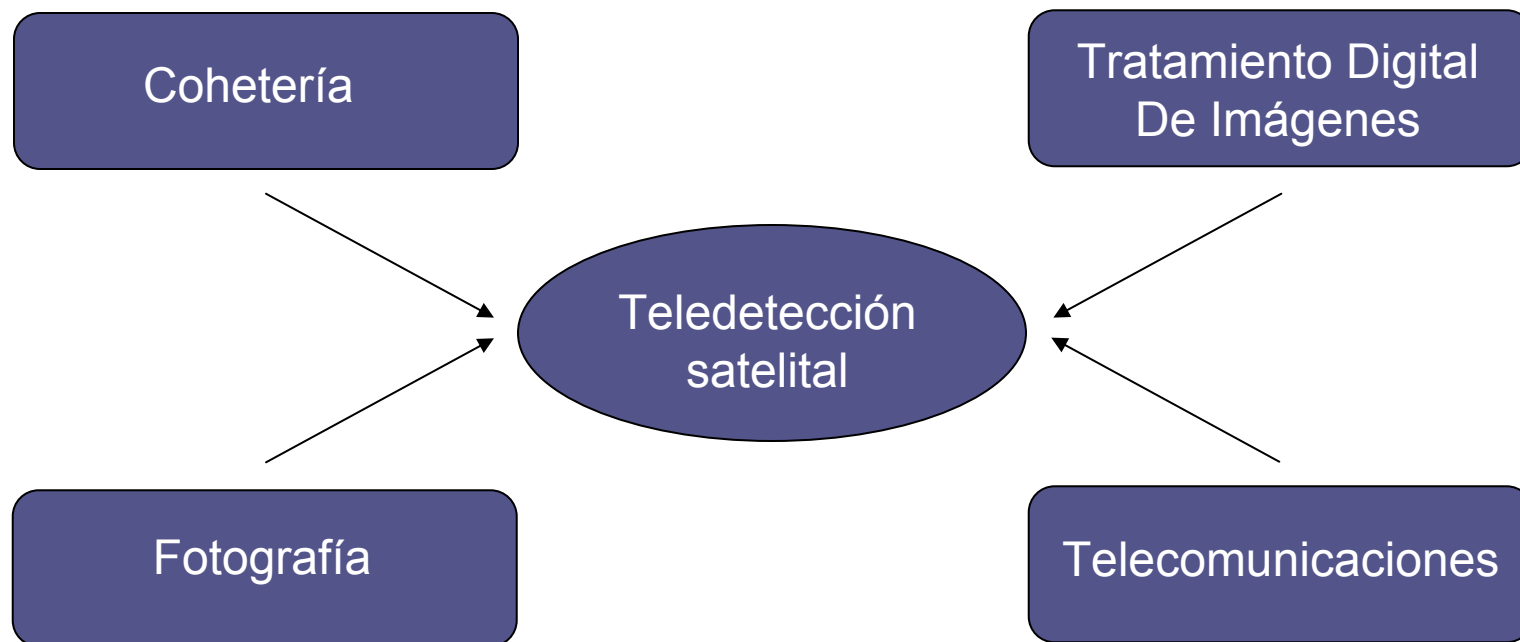 Cohetería
Tratamiento Digital
De Imágenes
Teledetección
satelital
Fotografía
Telecomunicaciones